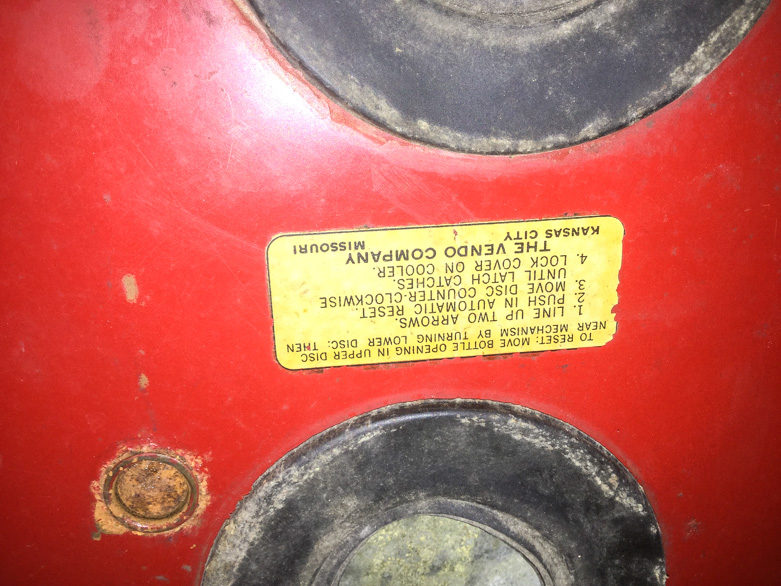 TO RESET: MOVE BOTTLE OPENING IN UPPER DISC
NEAR MECHANISM BY TURNING LOWER DISC: THEN
1. LINE UP TWO ARROWS.
2. PUSH IN AUTOMATIC RESET.
3. MOVE DISC COUNTER-CLOCKWISE
UNTIL LATCH CATCHES.
4. LOCK COVER ON COOLER.
THE VENDO COMPANY
KANSAS CITY MISSOURI